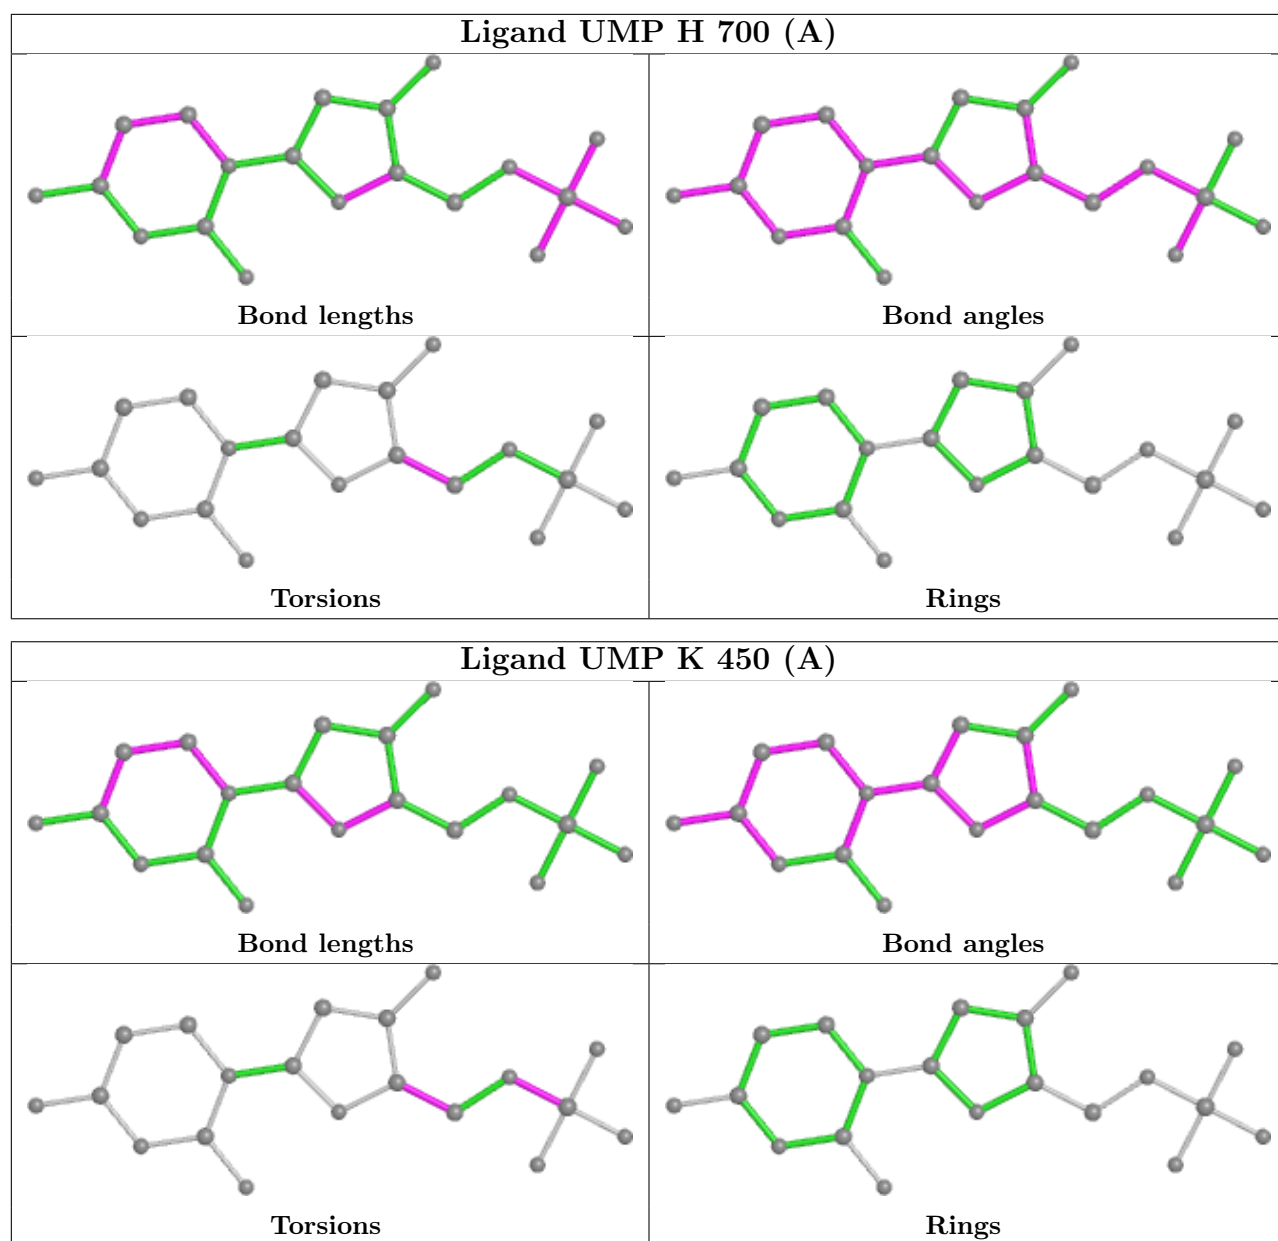 Ligand UMP H 700 (A)
Bond lengths
Bond angles
Torsions
Rings
Ligand UMP K 450 (A)
Bond lengths
Bond angles
Torsions
Rings